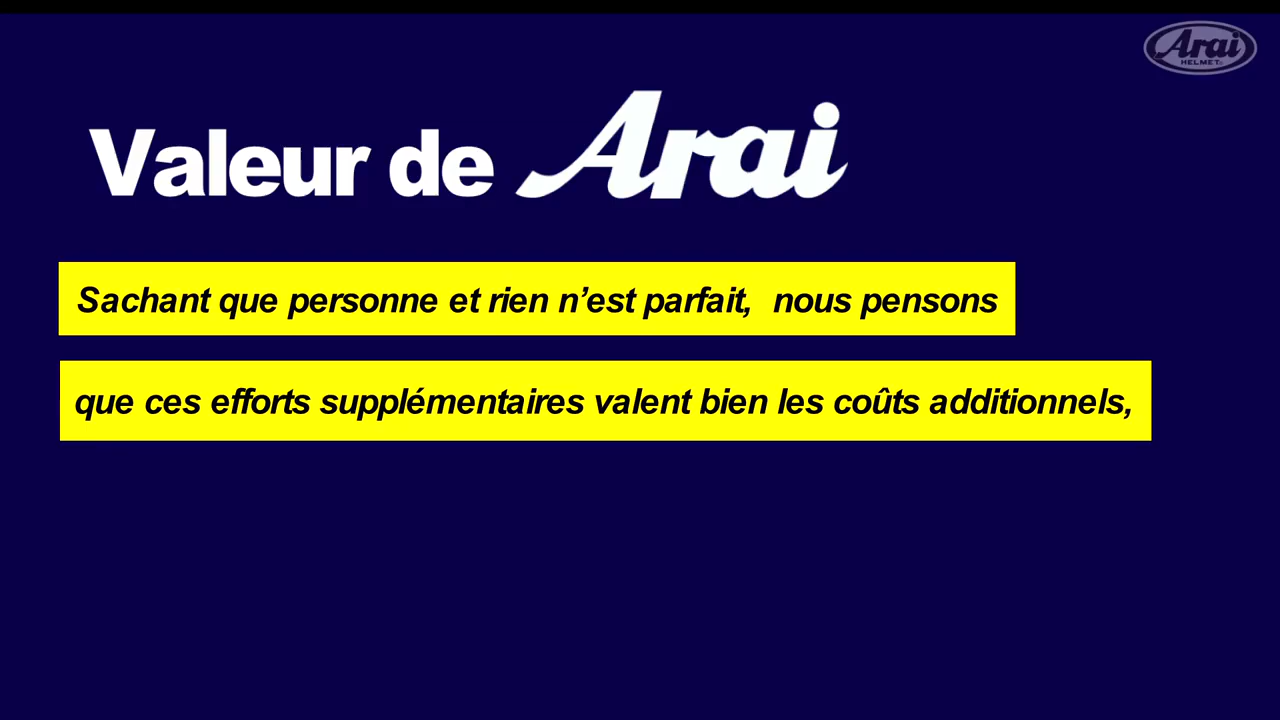 Arai
HELMET
Valeur de Arai
Sachant que personne et rien n’est parfait, nous pensons
que ces efforts supplémentaires valent bien les coûts additionnels,